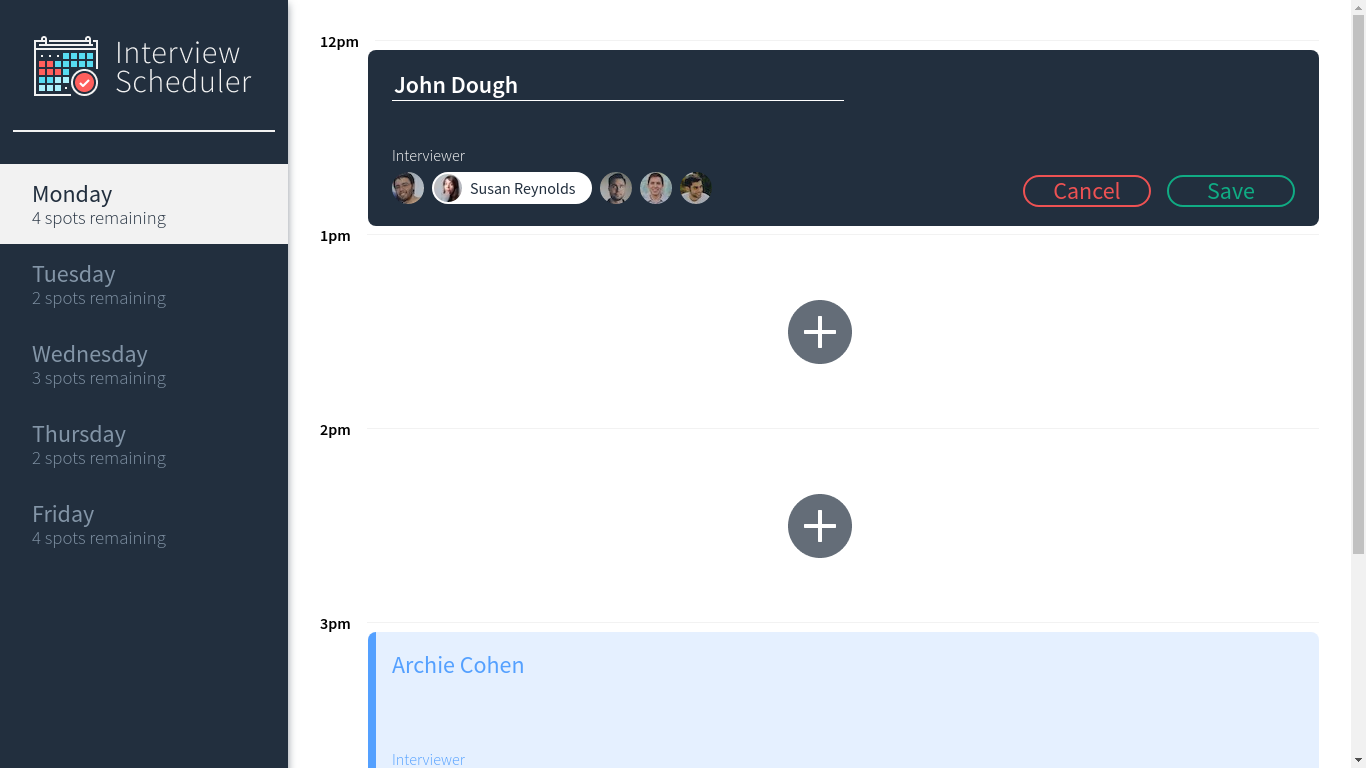 Interview
Scheduler
Monday
4 spots remaining
Tuesday
2 spots remaining
Wednesday
3 spots remaining
Thursday
2 spots remaining
Friday
4 spots remaining
12pm
John Dough
Interviewer
Susan Reynolds
Cancel
Save
1pm
2pm
3pm
Archie Cohen
Interviewer